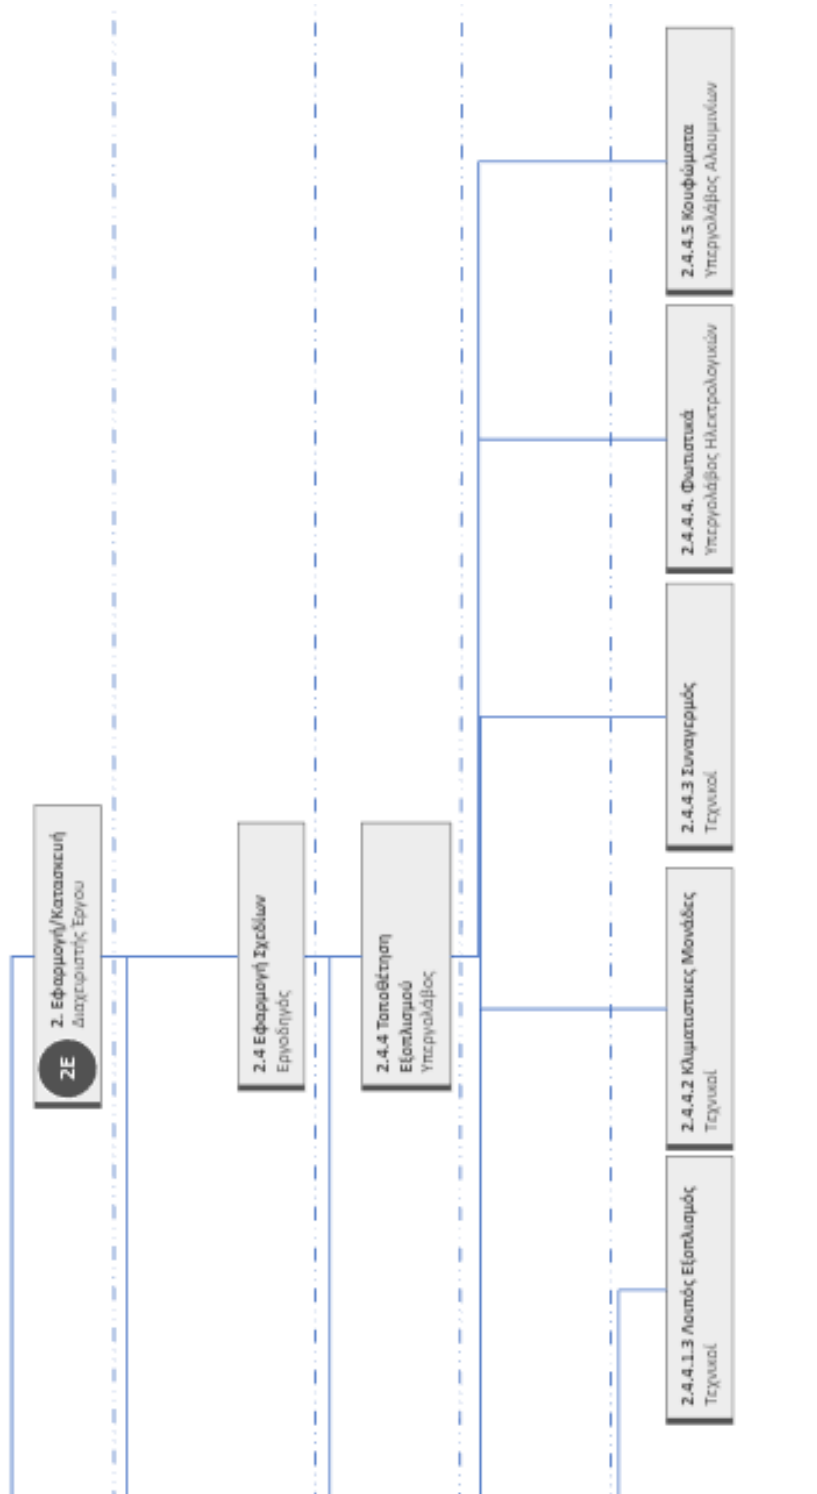 2E
2. Εφαρμογή/Κατασκευή
Διαχειριστής Έργου
2.4 Εφαρμογή Σχεδίων
Εργοδηγός
2.4.4 Τοποθέτηση
Εξοπλισμού
Υπεργολάβος
2.4.4.1.3 Λοιπός Εξοπλισμός
Τεχνικοί
2.4.4.2 Κλιματιστικες Μονάδες
Τεχνικοί
2.4.4.3 Συναγερμός
Τεχνικοί
2.4.4.4. Φωτιστικά
Υπεργολάβος Ηλεκτρολογικών
2.4.4.5 Κουφώματα
Υπεργολάβος Αλουμινίων